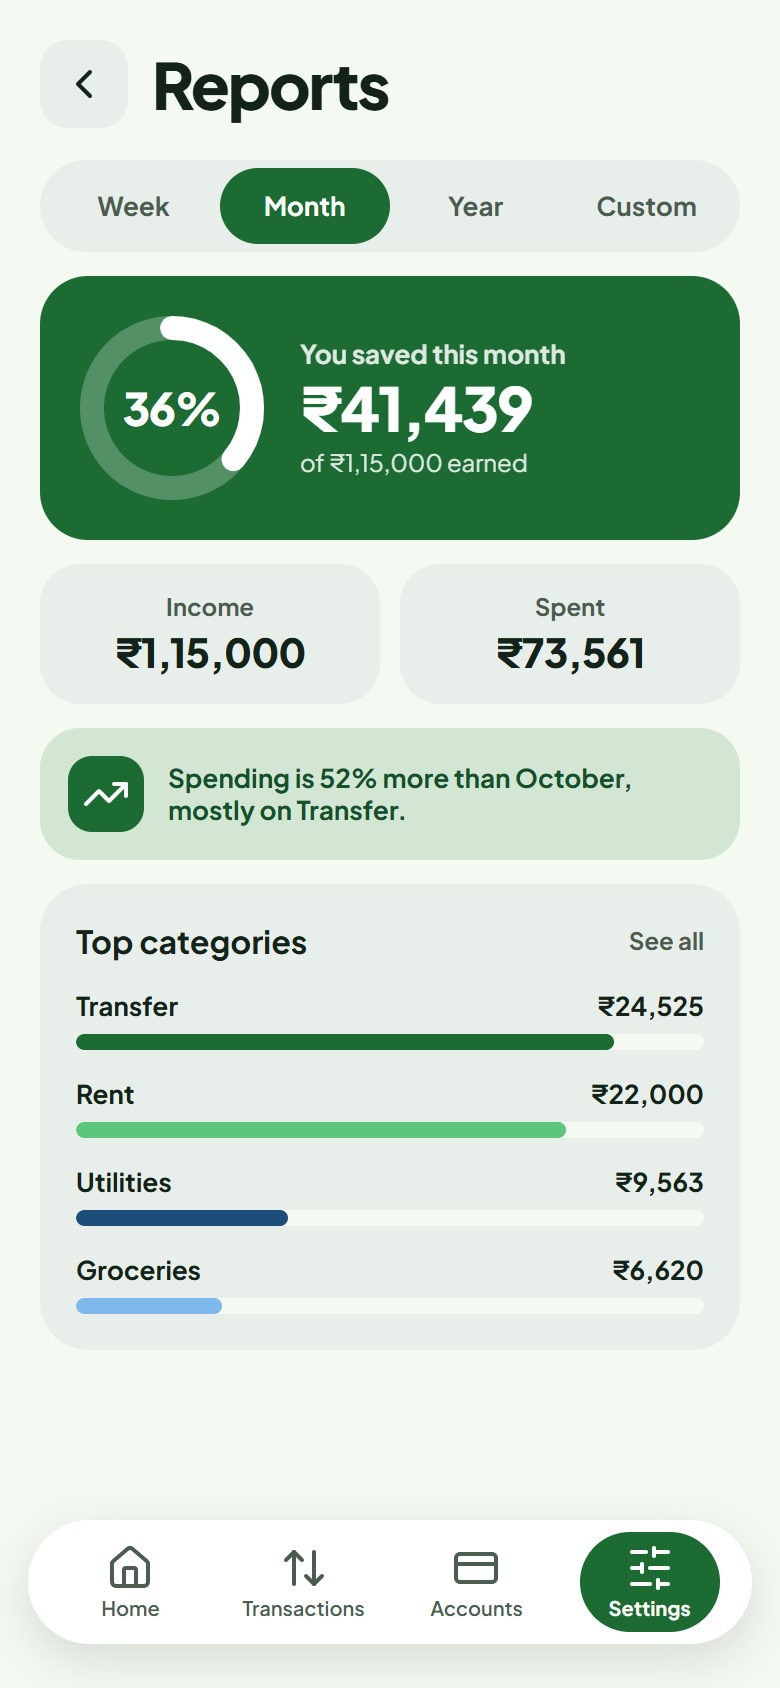 Reports
Week Month Year Custom
36%
You saved this month
₹41,439
of ₹1,15,000 earned
Income
₹1,15,000
Spent
₹73,561
Spending is 52% more than October,
mostly on Transfer.
Top categories See all
Transfer ₹24,525
Rent ₹22,000
Utilities ₹9,563
Groceries ₹6,620
Home Transactions Accounts Settings